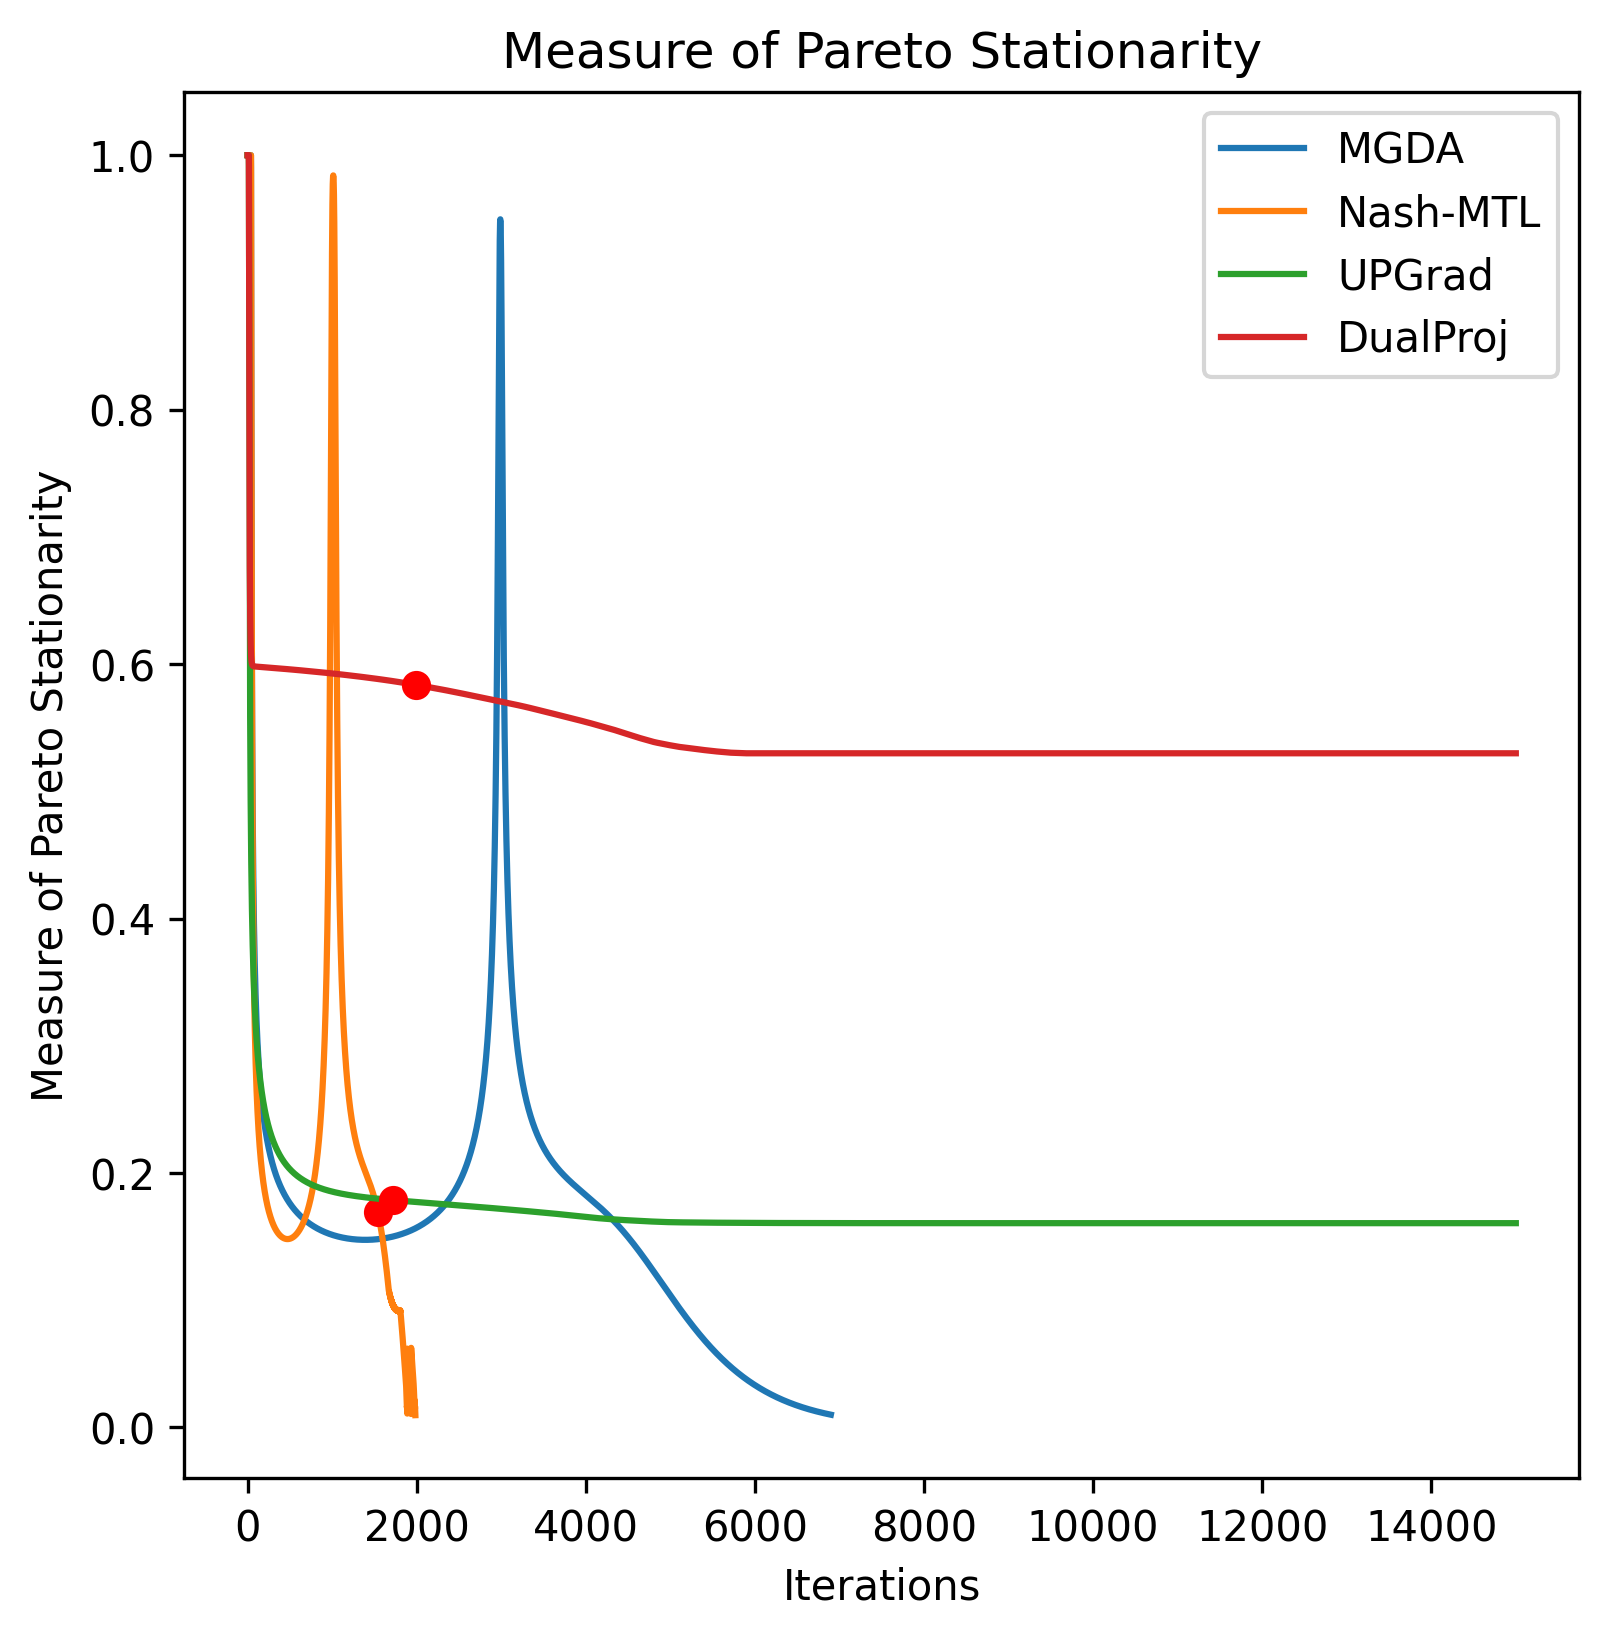 Measure of Pareto Stationarity
MGDA
Nash-MTL
UPGrad
DualProj
Measure of Pareto Stationarity
1.0
0.8
0.6
0.4
0.2
0.0
0 2000 4000 6000 8000 10000 12000 14000
Iterations